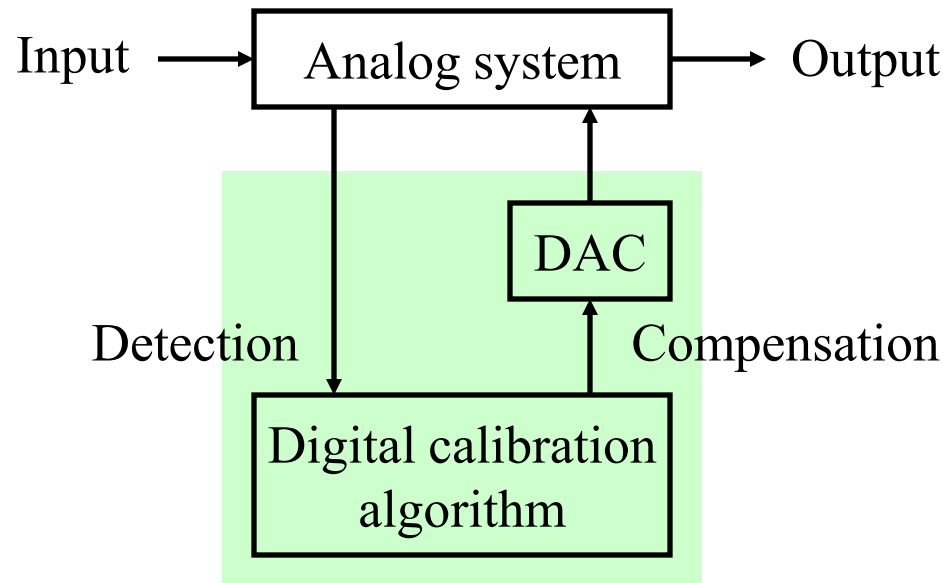 Input
Analog system
Output
DAC
Detection
Compensation
Digital calibration
algorithm